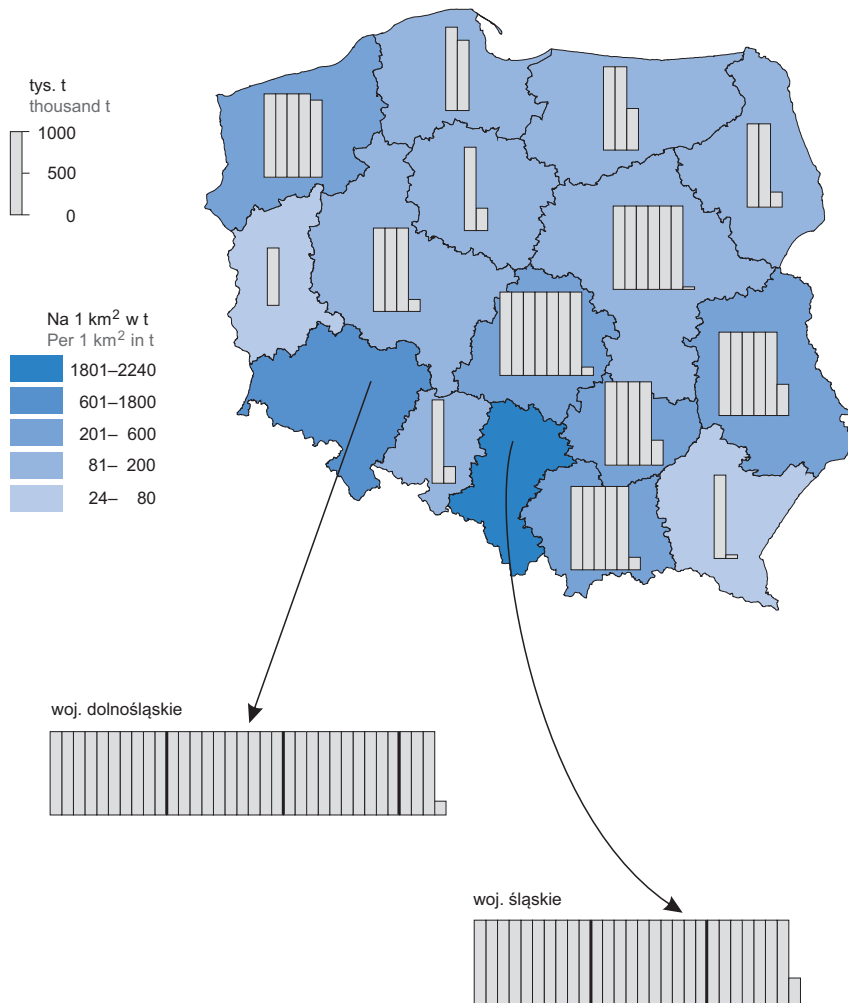 tys. t
thousand t
1000
500
0
Na 1 km² w t
Per 1 km² in t
1801–2240
601–1800
201– 600
81– 200
24– 80
woj. dolnośląskie
woj. śląskie